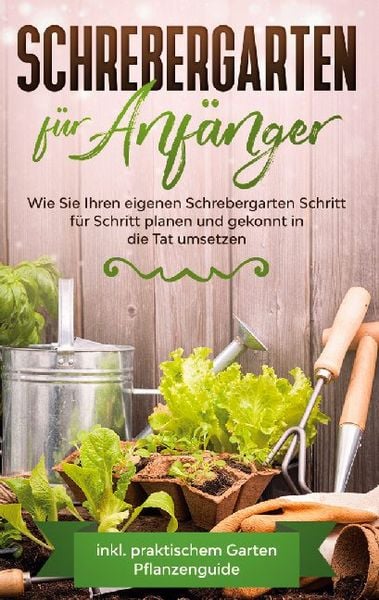 SCHREBERGARTEN
für Anfänger
Wie Sie Ihren eigenen Schrebergarten Schritt
für Schritt planen und gekonnt in
die Tat umsetzen
inkl. praktischem Garten
Pflanzenguide